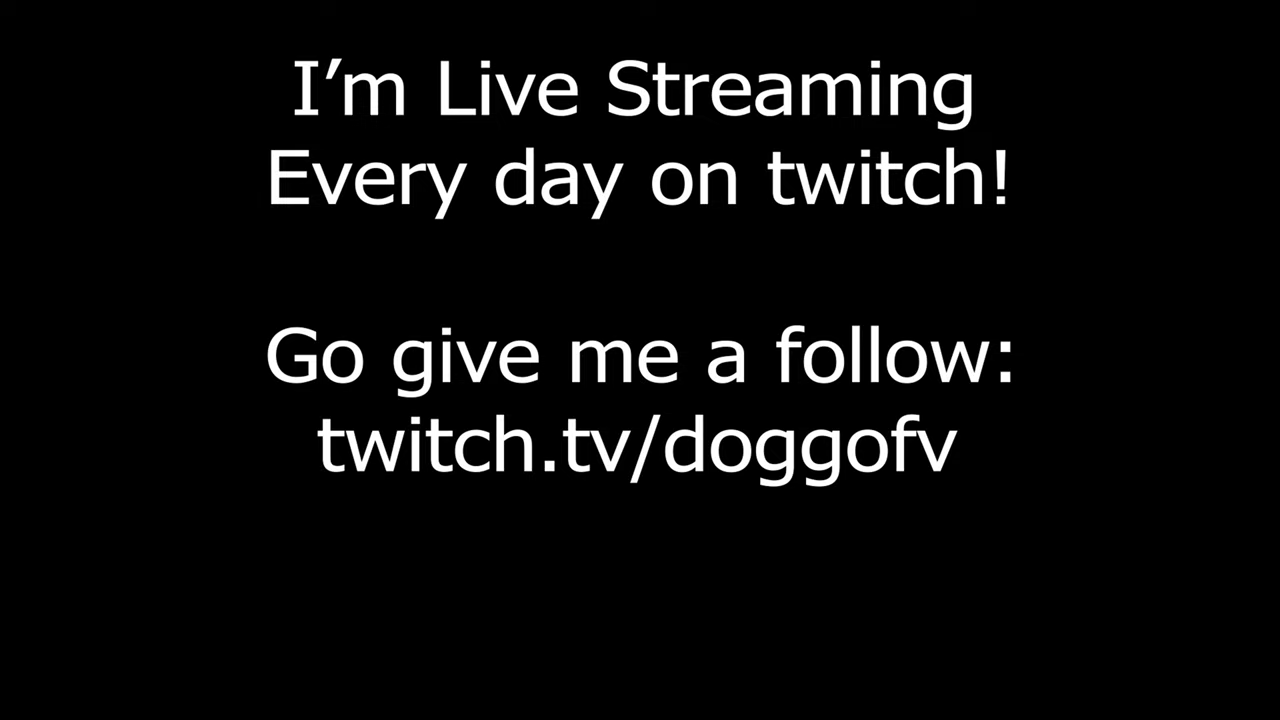 I’m Live Streaming
Every day on twitch!
Go give me a follow:
twitch.tv/doggofv